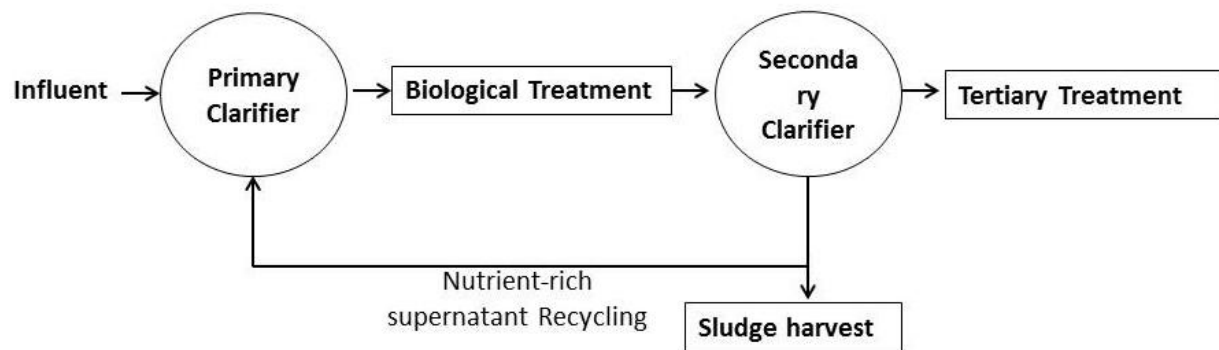 Influent
Primary
Clarifier
Biological Treatment
Seconda
ry
Clarifier
Tertiary Treatment
Nutrient-rich
supernatant Recycling
Sludge harvest